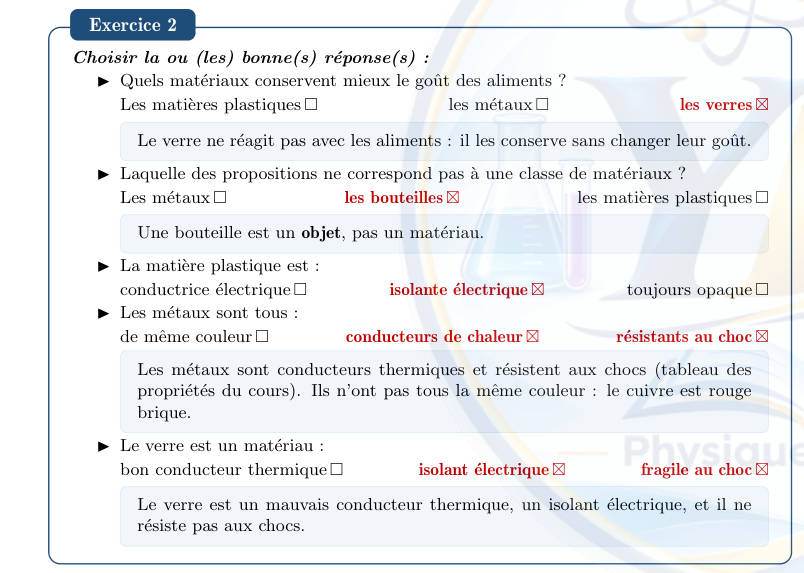 Exercice 2
Choisir la ou (les) bonne(s) réponse(s) :
▶ Quels matériaux conservent mieux le goût des aliments ?
Les matières plastiques ☐ les métaux ☐ les verres ☒
Le verre ne réagit pas avec les aliments : il les conserve sans changer leur goût.
▶ Laquelle des propositions ne correspond pas à une classe de matériaux ?
Les métaux ☐ les bouteilles ☒ les matières plastiques ☐
Une bouteille est un objet, pas un matériau.
▶ La matière plastique est :
conductrice électrique ☐ isolante électrique ☒ toujours opaque ☐
▶ Les métaux sont tous :
de même couleur ☐ conducteurs de chaleur ☒ résistants au choc ☒
Les métaux sont conducteurs thermiques et résistent aux chocs (tableau des
propriétés du cours). Ils n'ont pas tous la même couleur : le cuivre est rouge
brique.
▶ Le verre est un matériau :
bon conducteur thermique ☐ isolant électrique ☒ fragile au choc ☒
Le verre est un mauvais conducteur thermique, un isolant électrique, et il ne
résiste pas aux chocs.
Physique